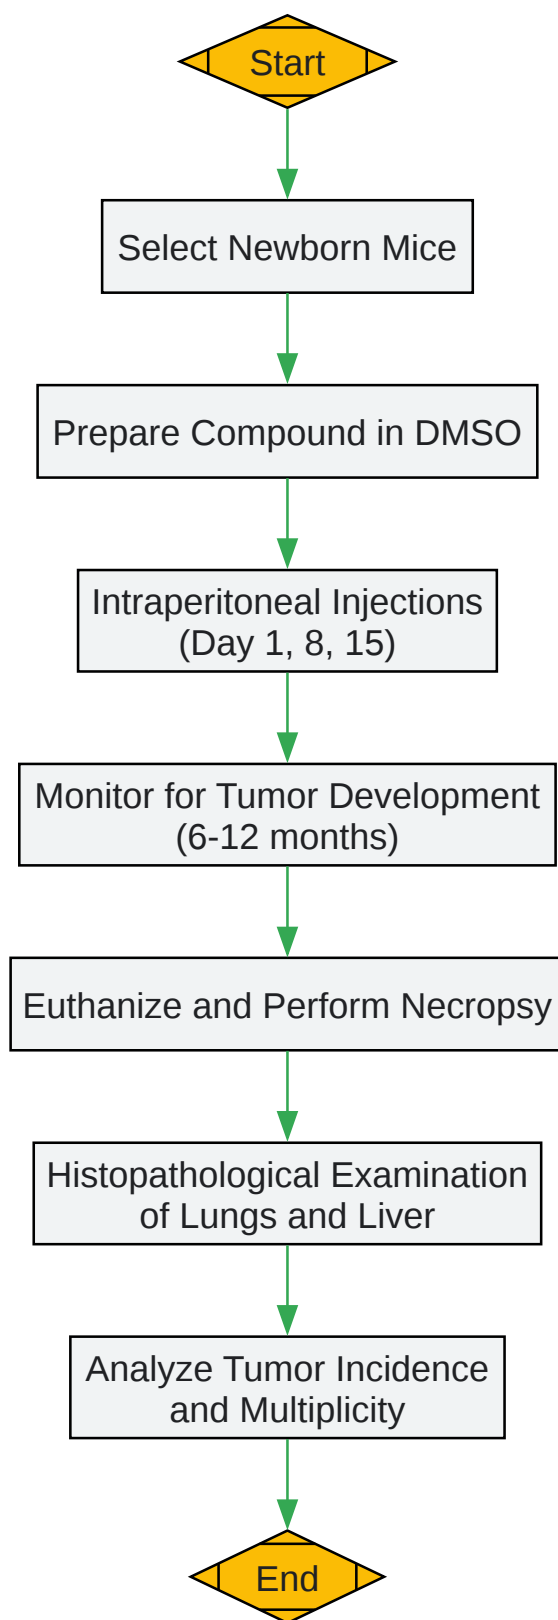 Start
Select Newborn Mice
Prepare Compound in DMSO
Intraperitoneal Injections
(Day 1, 8, 15)
Monitor for Tumor Development
(6-12 months)
Euthanize and Perform Necropsy
Histopathological Examination
of Lungs and Liver
Analyze Tumor Incidence
and Multiplicity
End